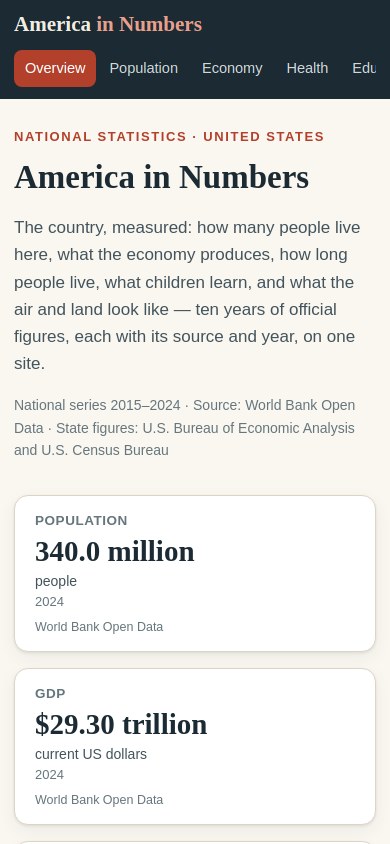 America in Numbers
Overview Population Economy Health Edu
NATIONAL STATISTICS · UNITED STATES
America in Numbers
The country, measured: how many people live
here, what the economy produces, how long
people live, what children learn, and what the
air and land look like — ten years of official
figures, each with its source and year, on one
site.
National series 2015–2024 · Source: World Bank Open
Data · State figures: U.S. Bureau of Economic Analysis
and U.S. Census Bureau
POPULATION
340.0 million
people
2024
World Bank Open Data
GDP
$29.30 trillion
current US dollars
2024
World Bank Open Data